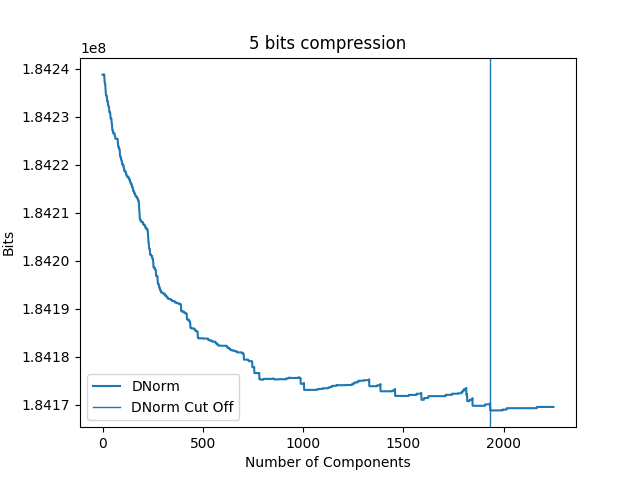 5 bits compression
1e8
1.8424
1.8423
1.8422
1.8421
1.8420
1.8419
1.8418
1.8417
Bits
DNorm
DNorm Cut Off
0 500 1000 1500 2000
Number of Components